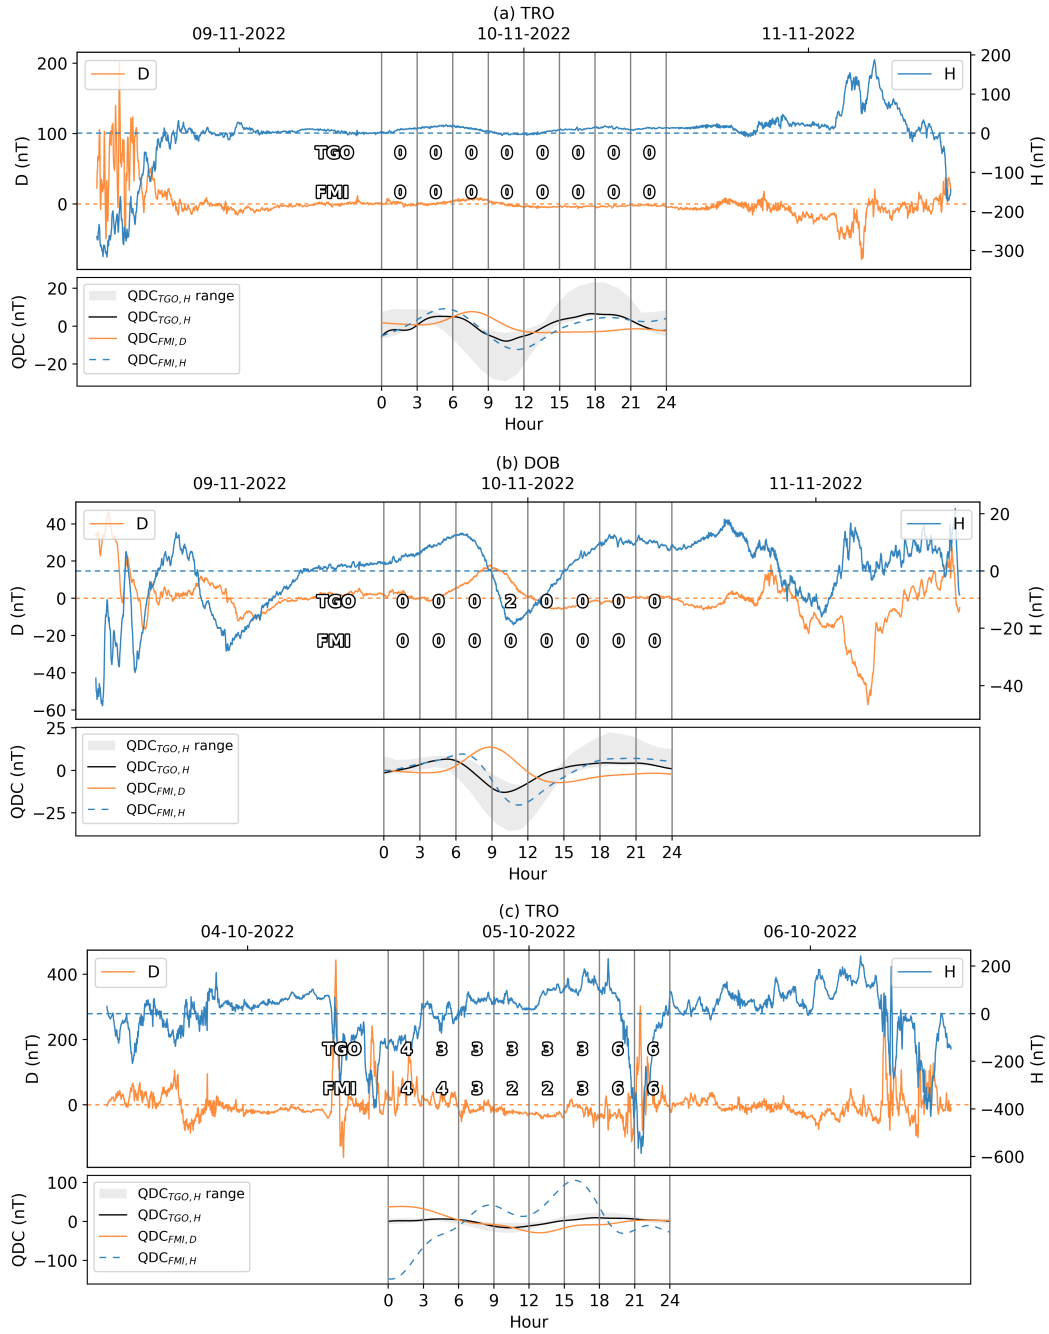 (a) TRO
09-11-2022 10-11-2022 11-11-2022
200 D H 200
100
100 0
TGO 0 0 0 0 0 0 0 0
−100
FMI 0 0 0 0 0 0 0 0
0 −200
−300
D (nT)
H (nT)
20 QDC_TGO, H range
QDC_TGO, H
0 QDC_FMI, D
−20 QDC_FMI, H
QDC (nT)
0 3 6 9 12 15 18 21 24
Hour
(b) DOB
09-11-2022 10-11-2022 11-11-2022
40 D H 20
20 0
0 TGO 0 0 0 2 0 0 0 0
−20 −20
FMI 0 0 0 0 0 0 0 0
−40 −40
−60
D (nT)
H (nT)
25 QDC_TGO, H range
0 QDC_TGO, H
QDC_FMI, D
−25 QDC_FMI, H
QDC (nT)
0 3 6 9 12 15 18 21 24
Hour
(c) TRO
04-10-2022 05-10-2022 06-10-2022
400 D H 200
0
200 TGO 4 3 3 3 3 3 6 6
−200
FMI 4 4 3 2 2 3 6 6
0 −400
−600
D (nT)
H (nT)
100 QDC_TGO, H range
QDC_TGO, H
0 QDC_FMI, D
−100 QDC_FMI, H
QDC (nT)
0 3 6 9 12 15 18 21 24
Hour